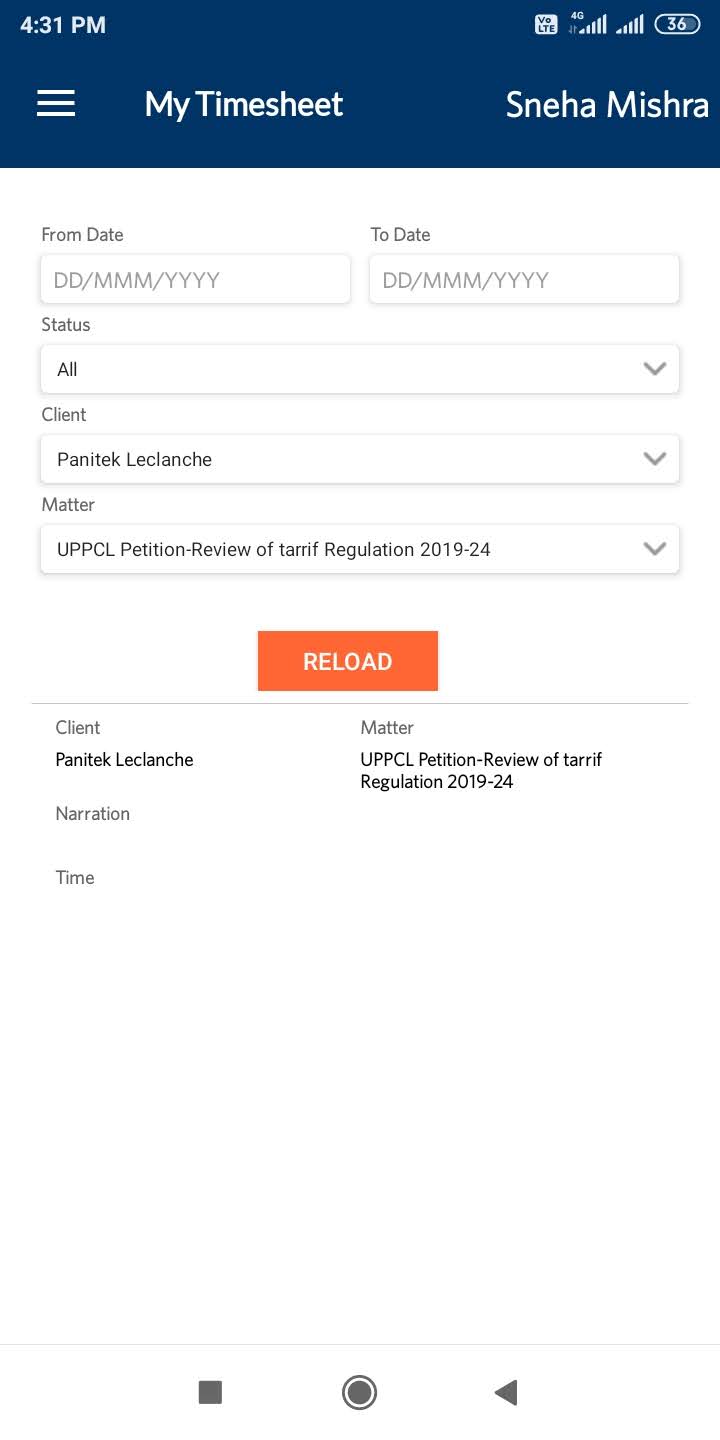 4:31 PM
Vo LTE 4G 36
My Timesheet Sneha Mishra
From Date To Date
DD/MMM/YYYY DD/MMM/YYYY
Status
All
Client
Panitek Leclanche
Matter
UPPCL Petition-Review of tarrif Regulation 2019-24
RELOAD
Client Matter
Panitek Leclanche UPPCL Petition-Review of tarrif
Regulation 2019-24
Narration
Time